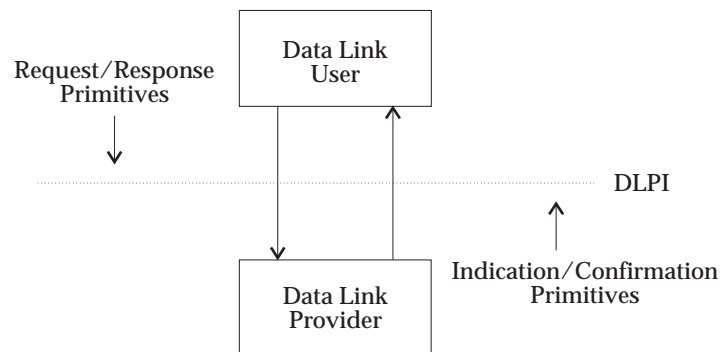 Data Link
User
Request/Response
Primitives
DLPI
Indication/Confirmation
Primitives
Data Link
Provider